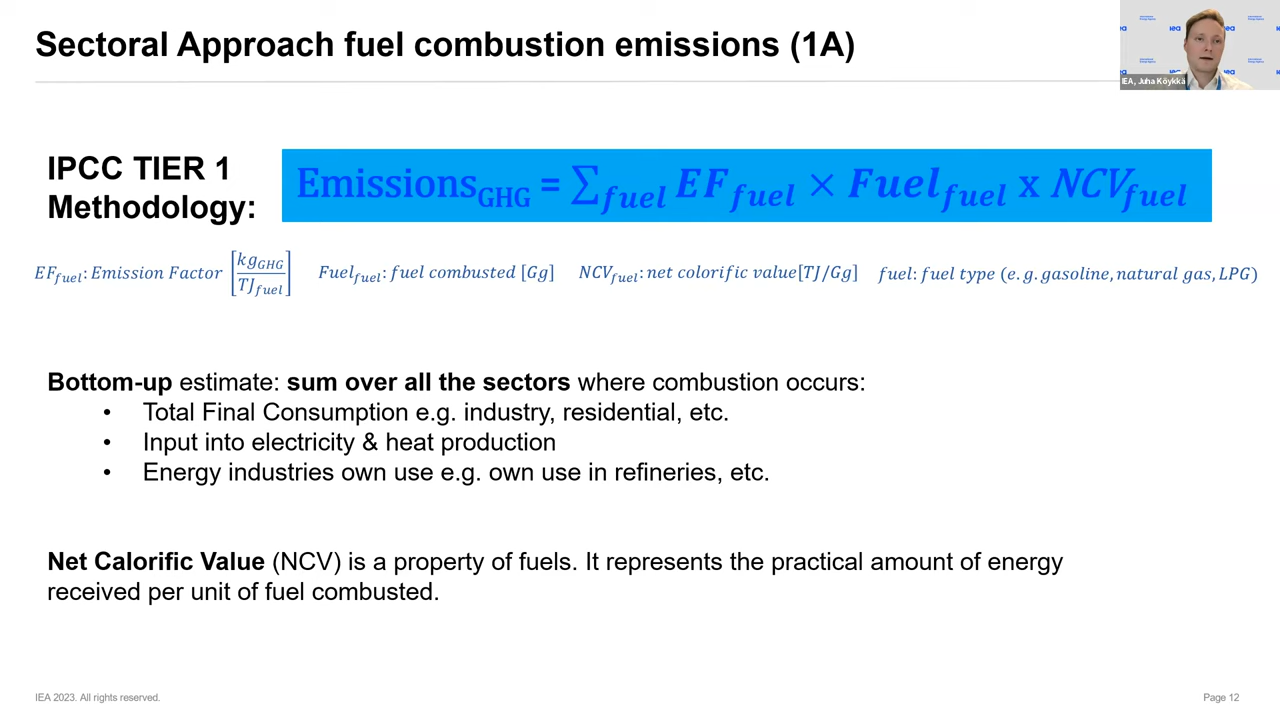 Sectoral Approach fuel combustion emissions (1A)
iea
IEA, Juha Köykkä
IPCC TIER 1
Methodology:
Emissions_GHG = ∑_fuel EF_fuel × Fuel_fuel x NCV_fuel
EF_fuel: Emission Factor [kg_GHG / TJ_fuel] Fuel_fuel: fuel combusted [Gg] NCV_fuel: net colorific value[TJ/Gg] fuel: fuel type (e.g. gasoline, natural gas, LPG)
Bottom-up estimate: sum over all the sectors where combustion occurs:
• Total Final Consumption e.g. industry, residential, etc.
• Input into electricity & heat production
• Energy industries own use e.g. own use in refineries, etc.
Net Calorific Value (NCV) is a property of fuels. It represents the practical amount of energy
received per unit of fuel combusted.
IEA 2023. All rights reserved.
Page 12